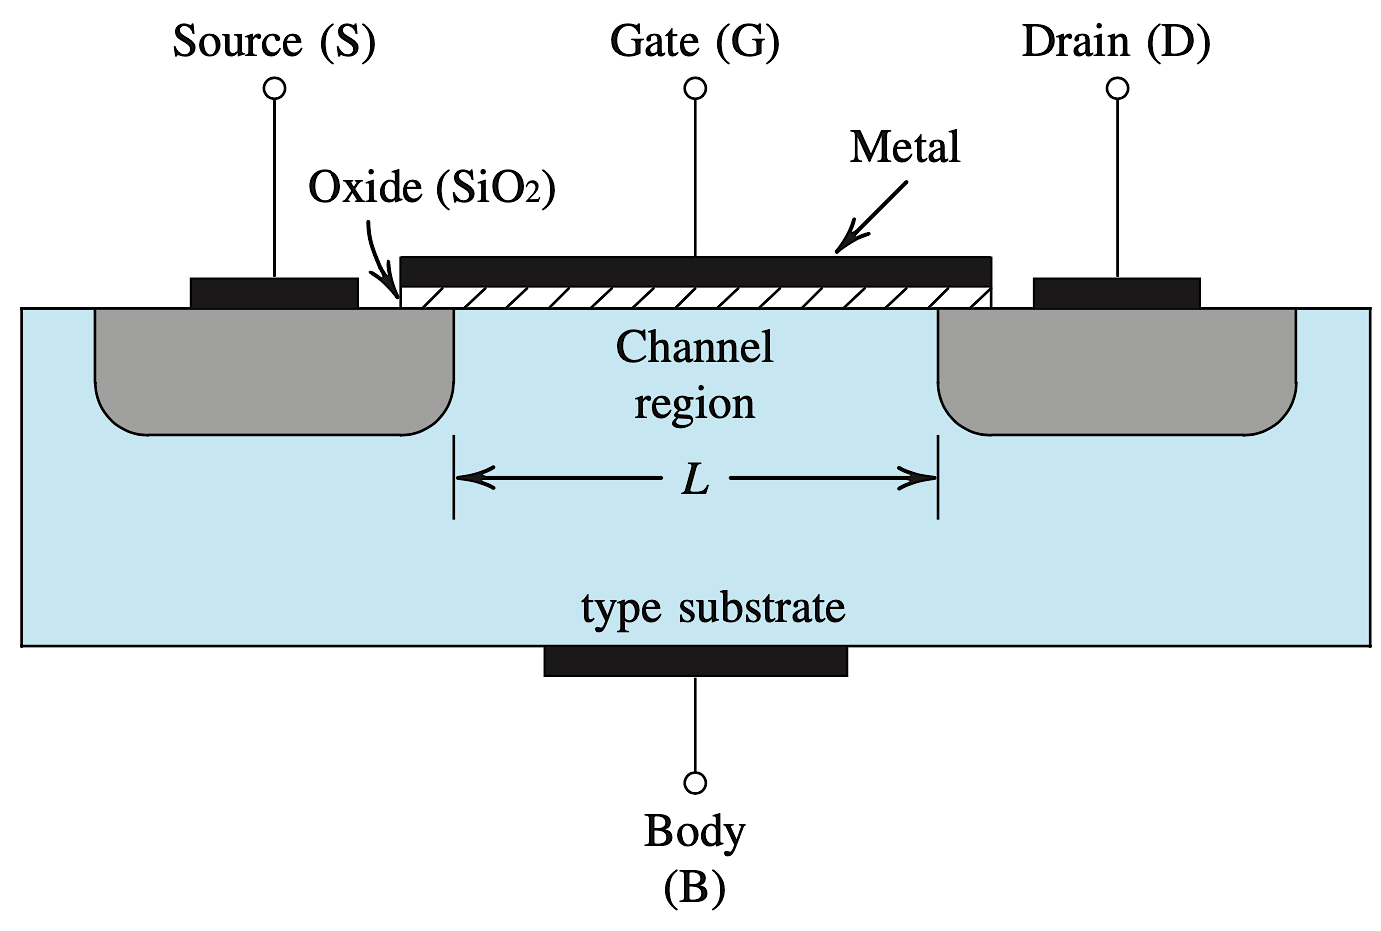 Source (S)
Gate (G)
Drain (D)
Metal
Oxide (SiO2)
Channel
region
L
type substrate
Body
(B)